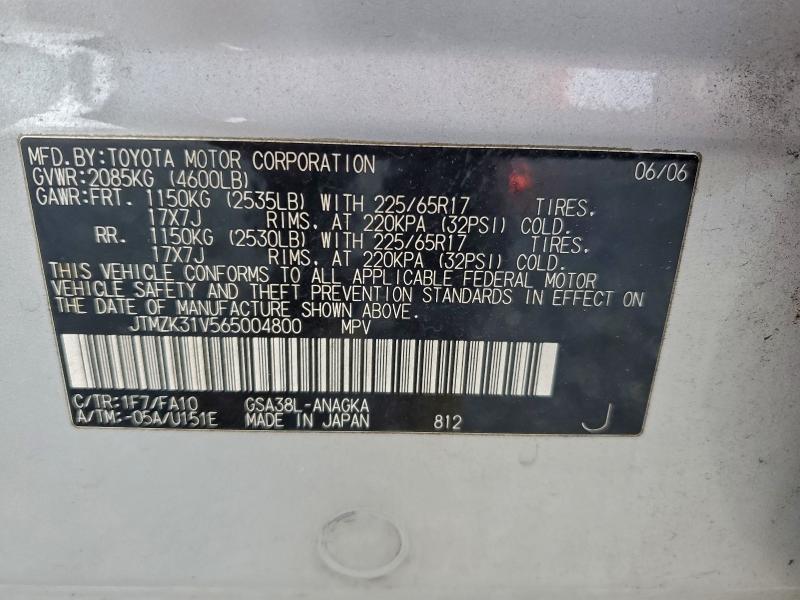 MFD.BY:TOYOTA MOTOR CORPORATION 06/06
GVWR:2085KG (4600LB)
GAWR:FRT. 1150KG (2535LB) WITH 225/65R17 TIRES,
17X7J RIMS, AT 220KPA (32PSI) COLD.
RR. 1150KG (2530LB) WITH 225/65R17 TIRES,
17X7J RIMS, AT 220KPA (32PSI) COLD.
THIS VEHICLE CONFORMS TO ALL APPLICABLE FEDERAL MOTOR
VEHICLE SAFETY AND THEFT PREVENTION STANDARDS IN EFFECT ON
THE DATE OF MANUFACTURE SHOWN ABOVE.
JTMZK31V565004800 MPV
C/TR:1F7/FA10 GSA38L-ANAGKA
A/TM:-05A/U151E MADE IN JAPAN 812 J